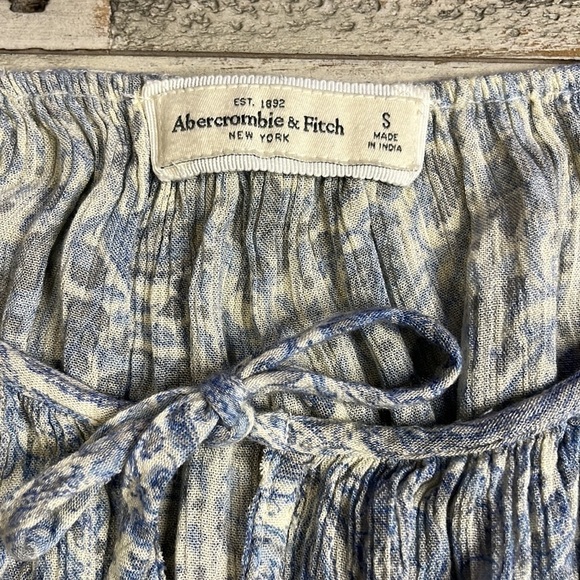 EST. 1892
Abercrombie & Fitch
NEW YORK
S
MADE
IN INDIA